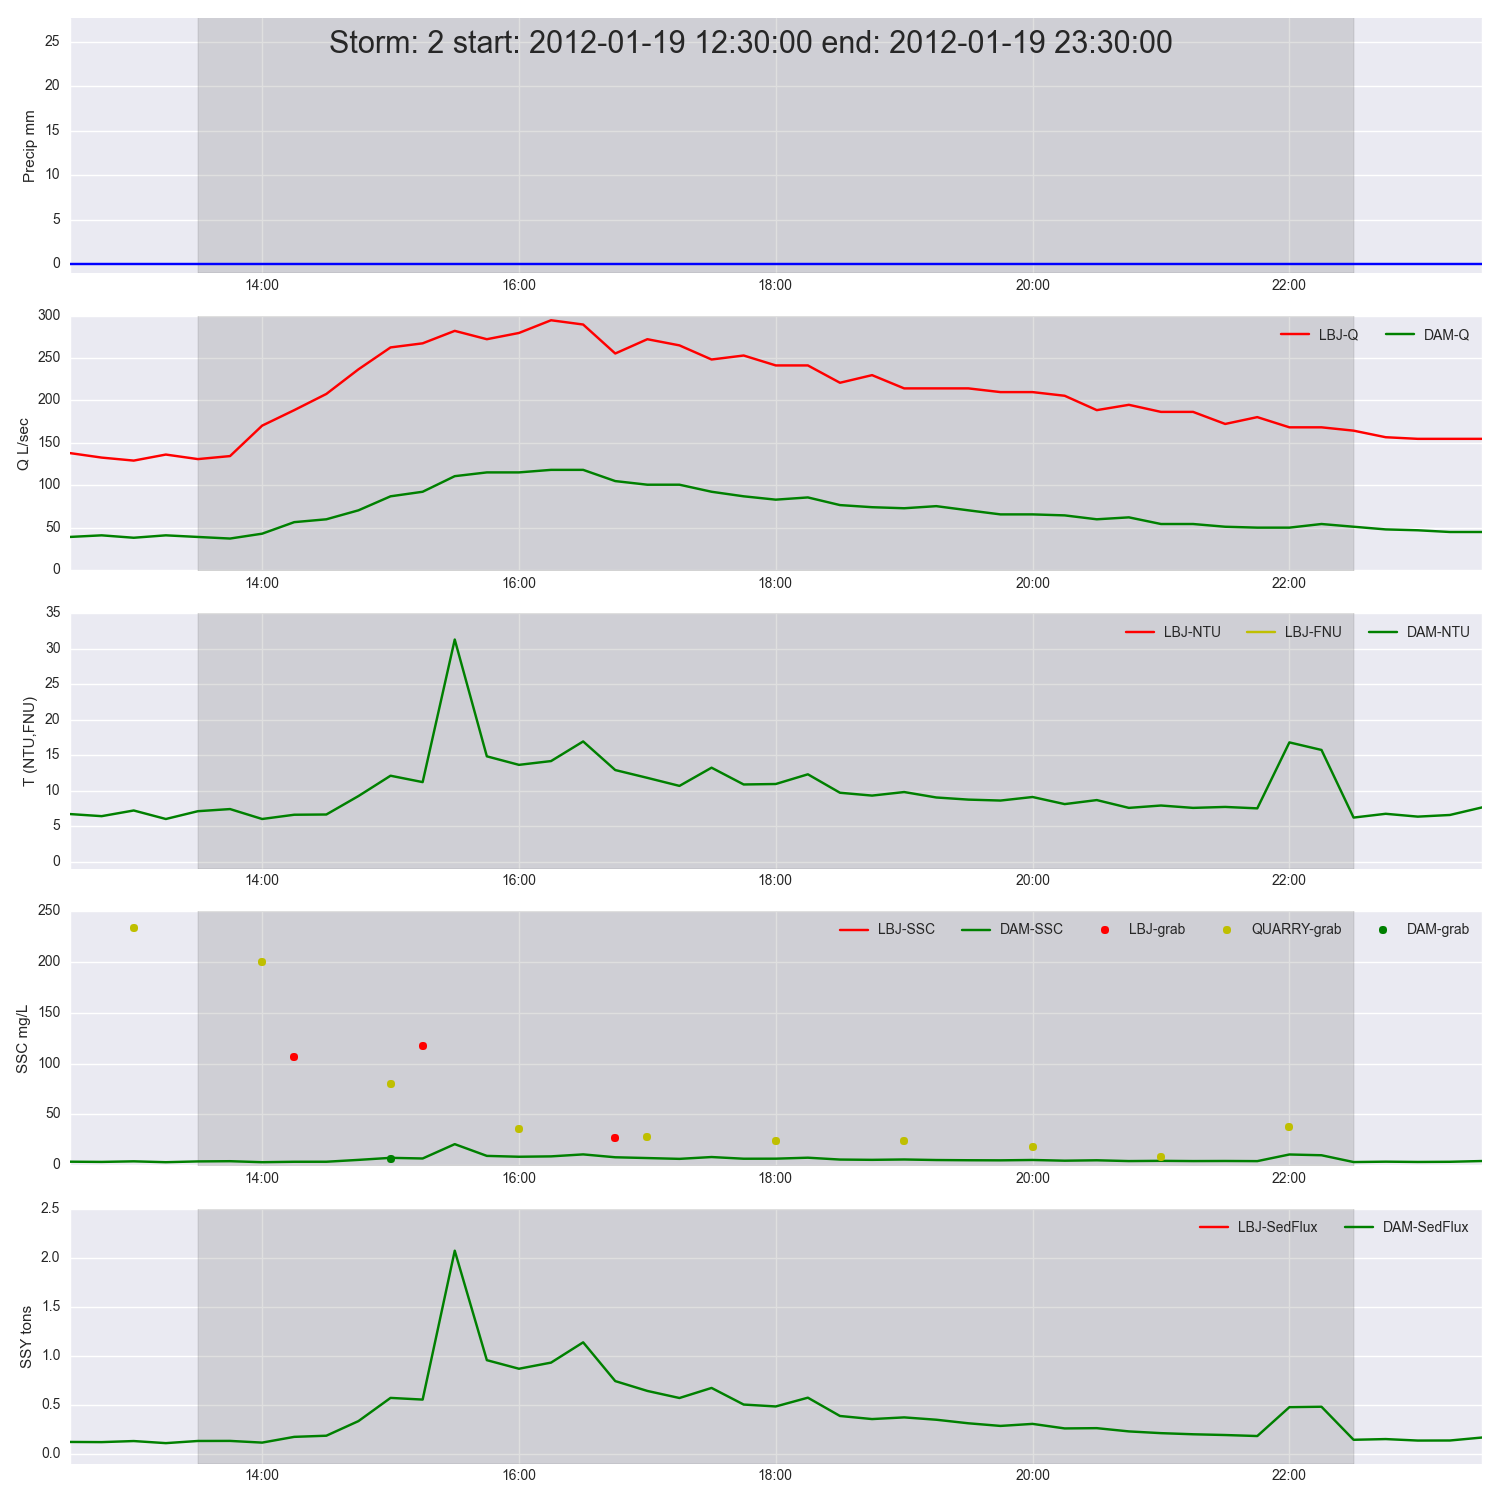 Storm: 2 start: 2012-01-19 12:30:00 end: 2012-01-19 23:30:00
Precip mm
25
20
15
10
5
0
14:00 16:00 18:00 20:00 22:00
LBJ-Q DAM-Q
Q L/sec
300
250
200
150
100
50
0
14:00 16:00 18:00 20:00 22:00
LBJ-NTU LBJ-FNU DAM-NTU
T (NTU,FNU)
35
30
25
20
15
10
5
0
14:00 16:00 18:00 20:00 22:00
LBJ-SSC DAM-SSC LBJ-grab QUARRY-grab DAM-grab
SSC mg/L
250
200
150
100
50
0
14:00 16:00 18:00 20:00 22:00
LBJ-SedFlux DAM-SedFlux
SSY tons
2.5
2.0
1.5
1.0
0.5
0.0
14:00 16:00 18:00 20:00 22:00